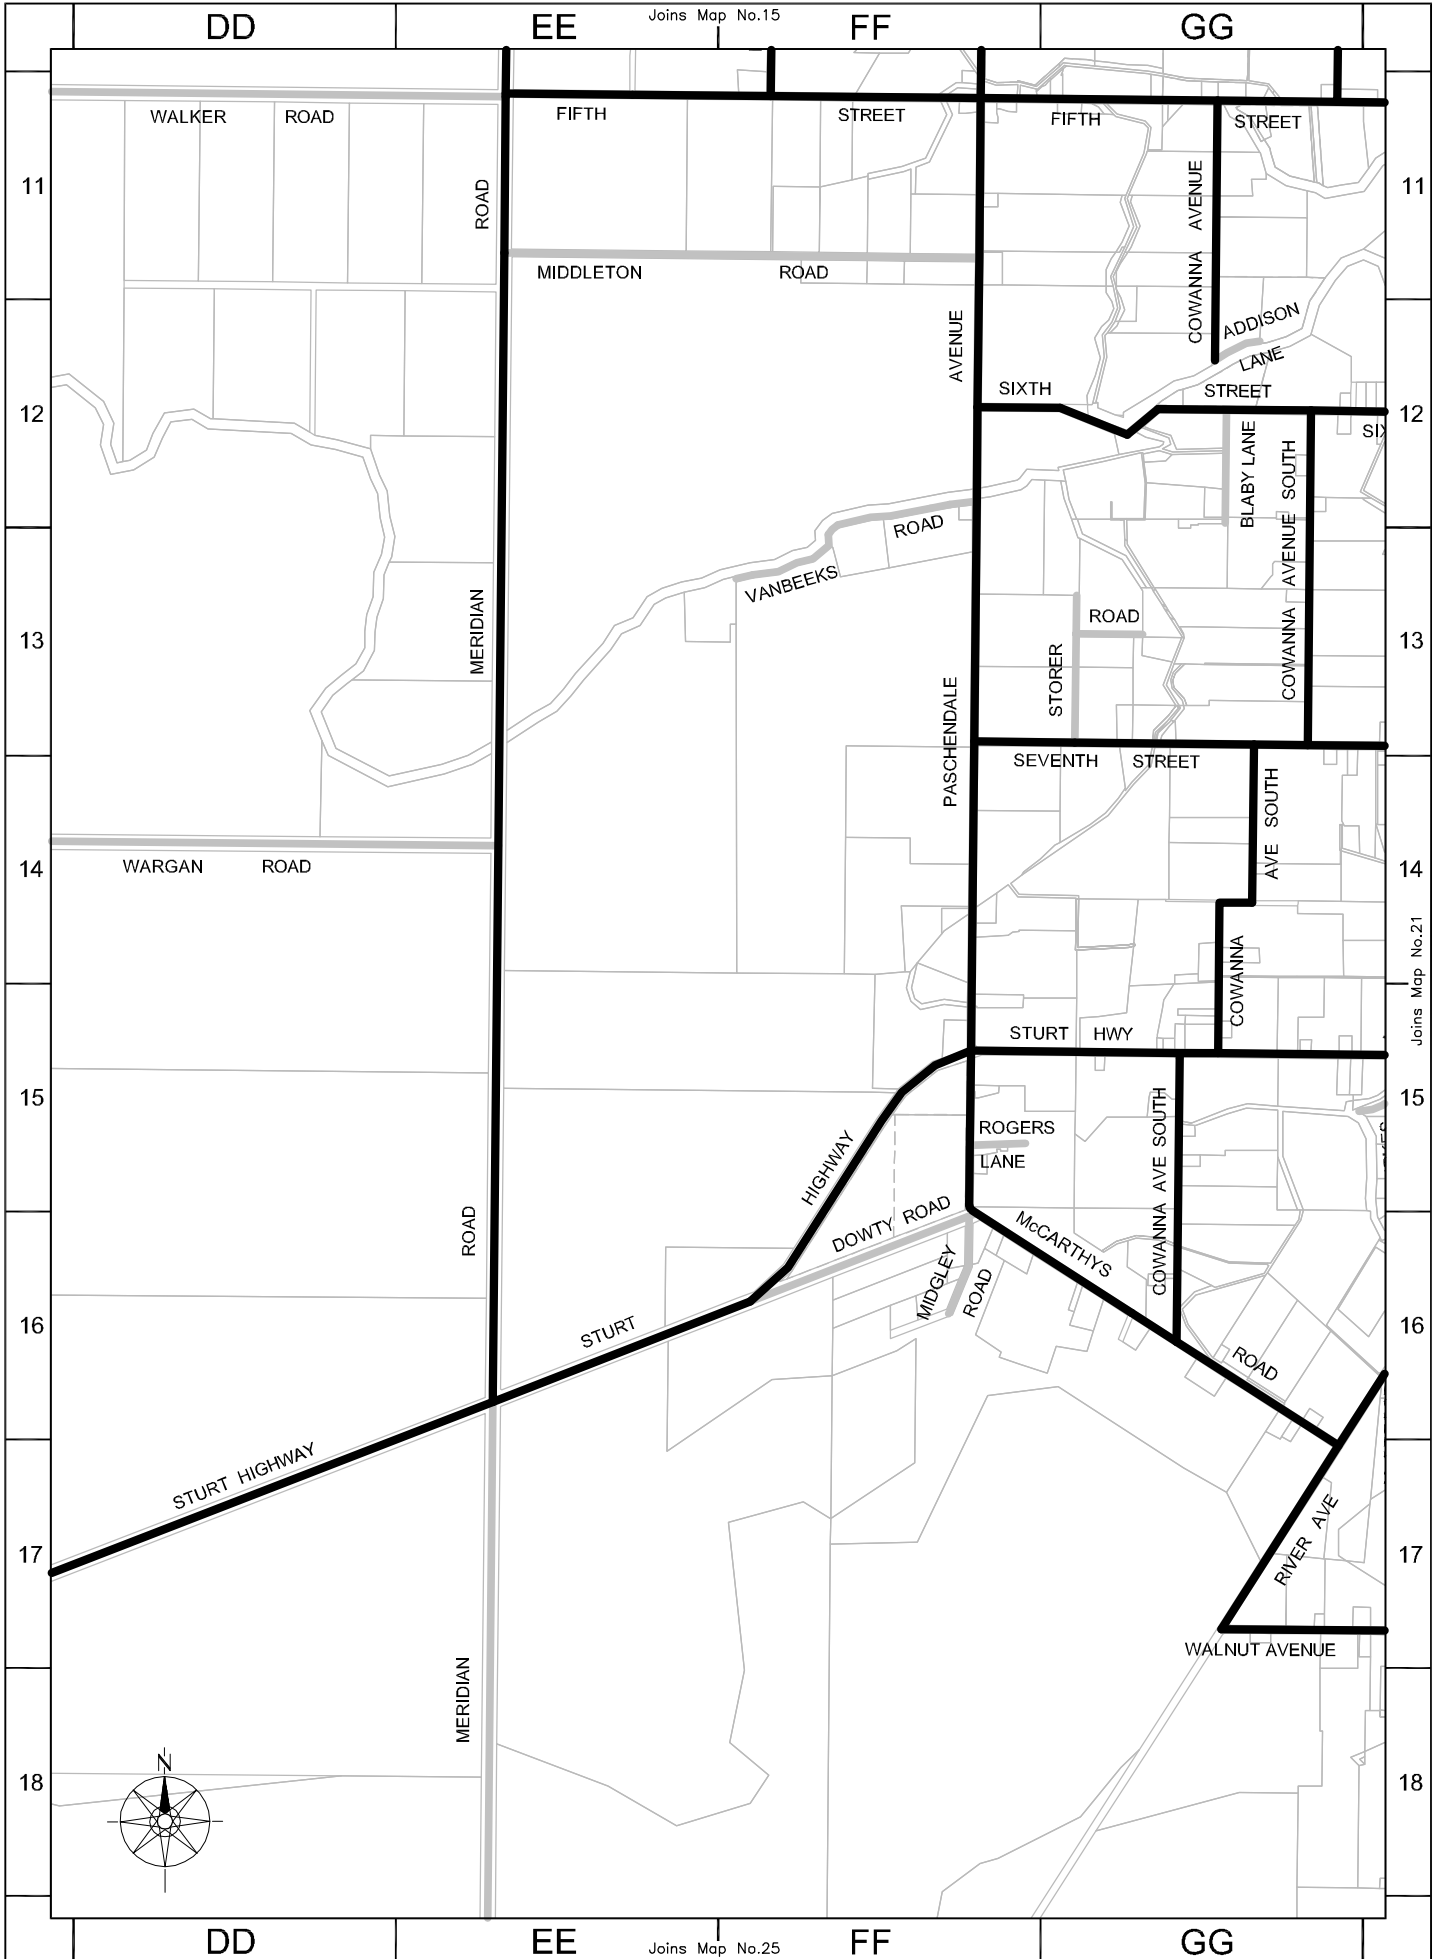 Joins Map No.15
DD EE FF GG
WALKER ROAD
FIFTH STREET
FIFTH STREET
11 11
ROAD
COWANNA AVENUE
MIDDLETON ROAD
AVENUE
ADDISON
LANE
SIXTH STREET
12 12
BLABY LANE
COWANNA AVENUE SOUTH
VANBEEKS ROAD
MERIDIAN
STORER ROAD
13 13
PASCHENDALE
SEVENTH STREET
AVE SOUTH
WARGAN ROAD
14 14
COWANNA
Joins Map No.21
STURT HWY
15 15
ROGERS
LANE
COWANNA AVE SOUTH
HIGHWAY
DOWTY ROAD
ROAD
McCARTHYS ROAD
MIDGLEY
ROAD
16 16
STURT
STURT HIGHWAY
RIVER AVE
17 17
WALNUT AVENUE
MERIDIAN
N
18 18
DD EE FF GG
Joins Map No.25